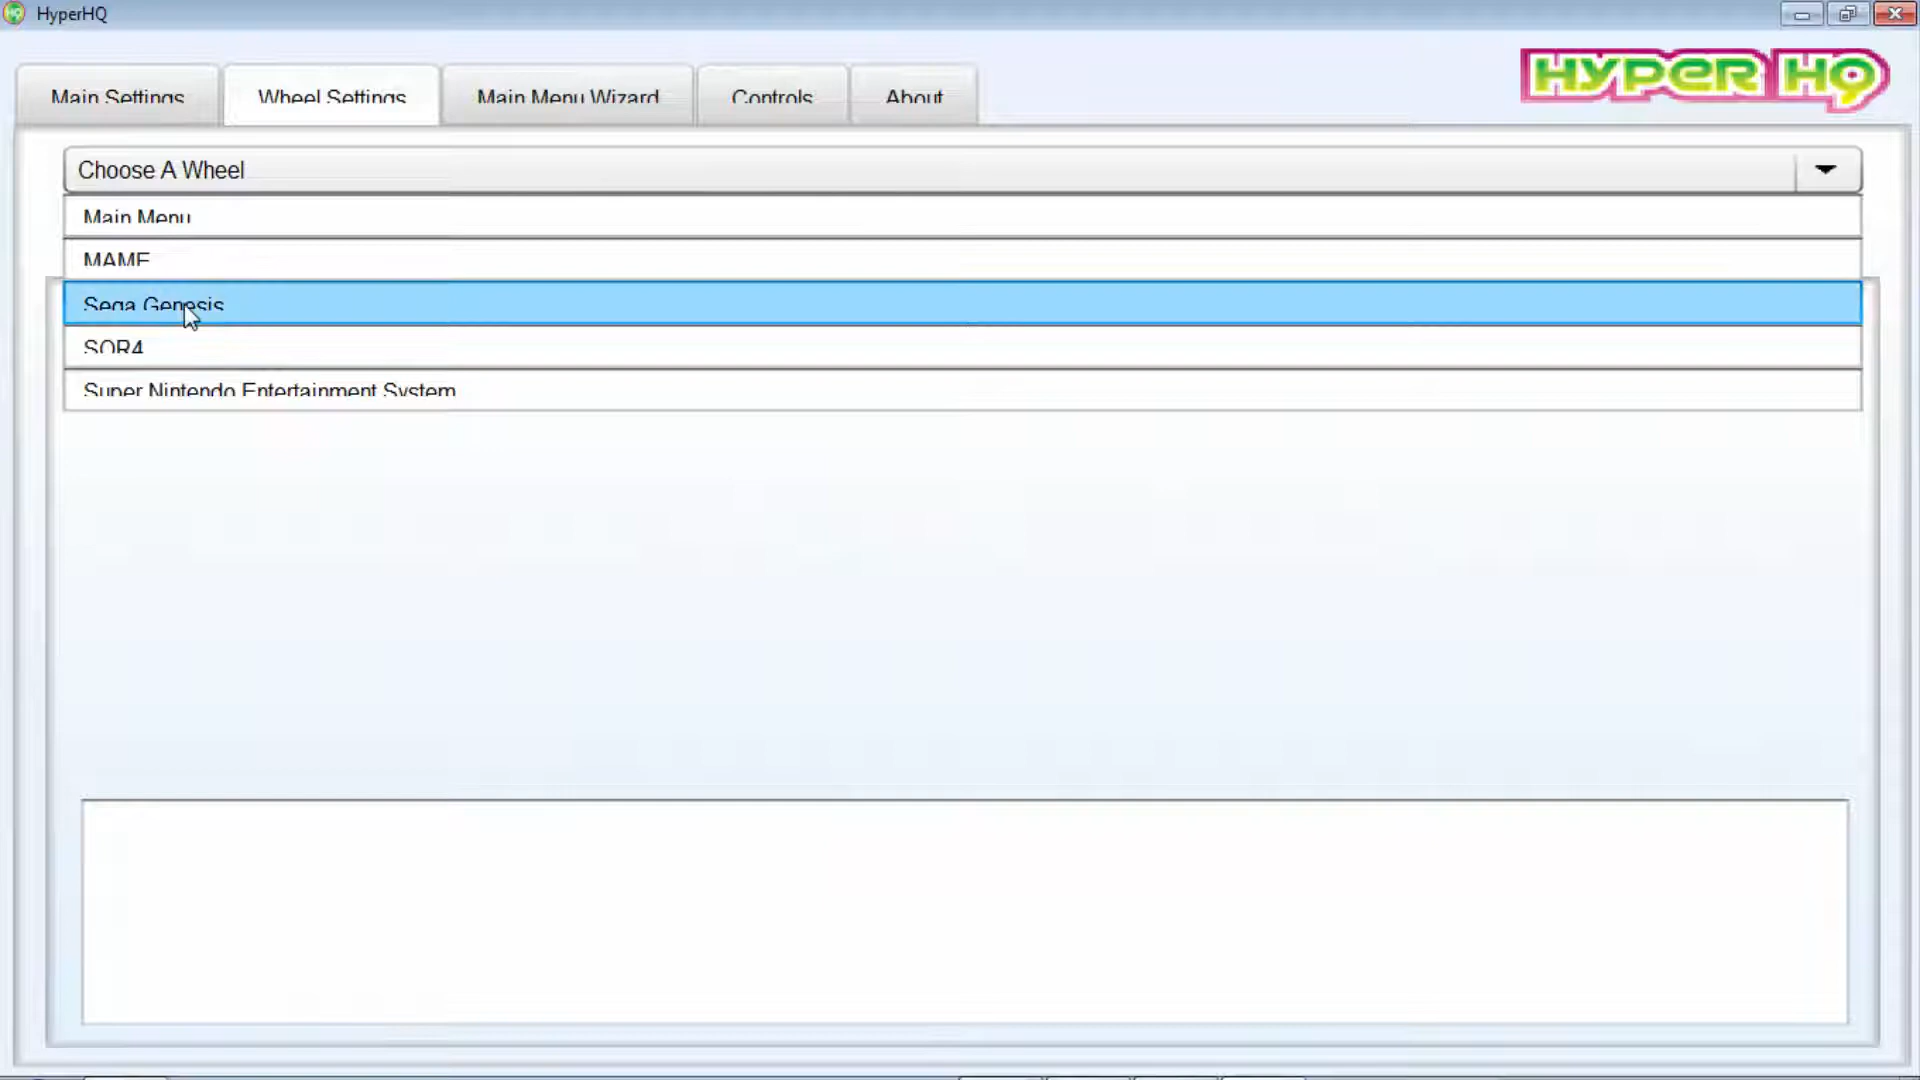 HyperHQ
HYPER HQ
Main Settings
Wheel Settings
Main Menu Wizard
Controls
About
Choose A Wheel
Main Menu
MAME
Sega Genesis
SOR4
Super Nintendo Entertainment System